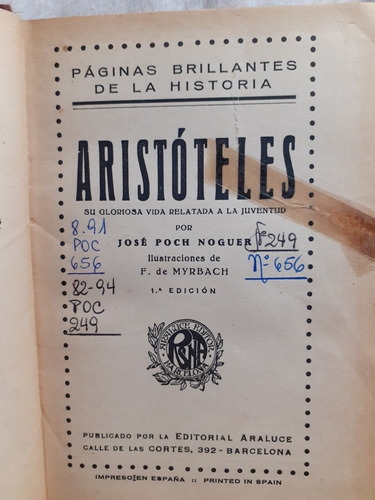 PÁGINAS BRILLANTES
DE LA HISTORIA
ARISTÓTELES
SU GLORIOSA VIDA RELATADA A LA JUVENTUD
POR
JOSÉ POCH NOGUER
Ilustraciones de
F. de MYRBACH
1.ª EDICIÓN
8.91
POC
656
82-94
POC
249
249
Nº 656
EDITORIAL
BARCELONA
PUBLICADO POR LA EDITORIAL ARALUCE
CALLE DE LAS CORTES, 392 - BARCELONA
IMPRESO EN ESPAÑA :: PRINTED IN SPAIN